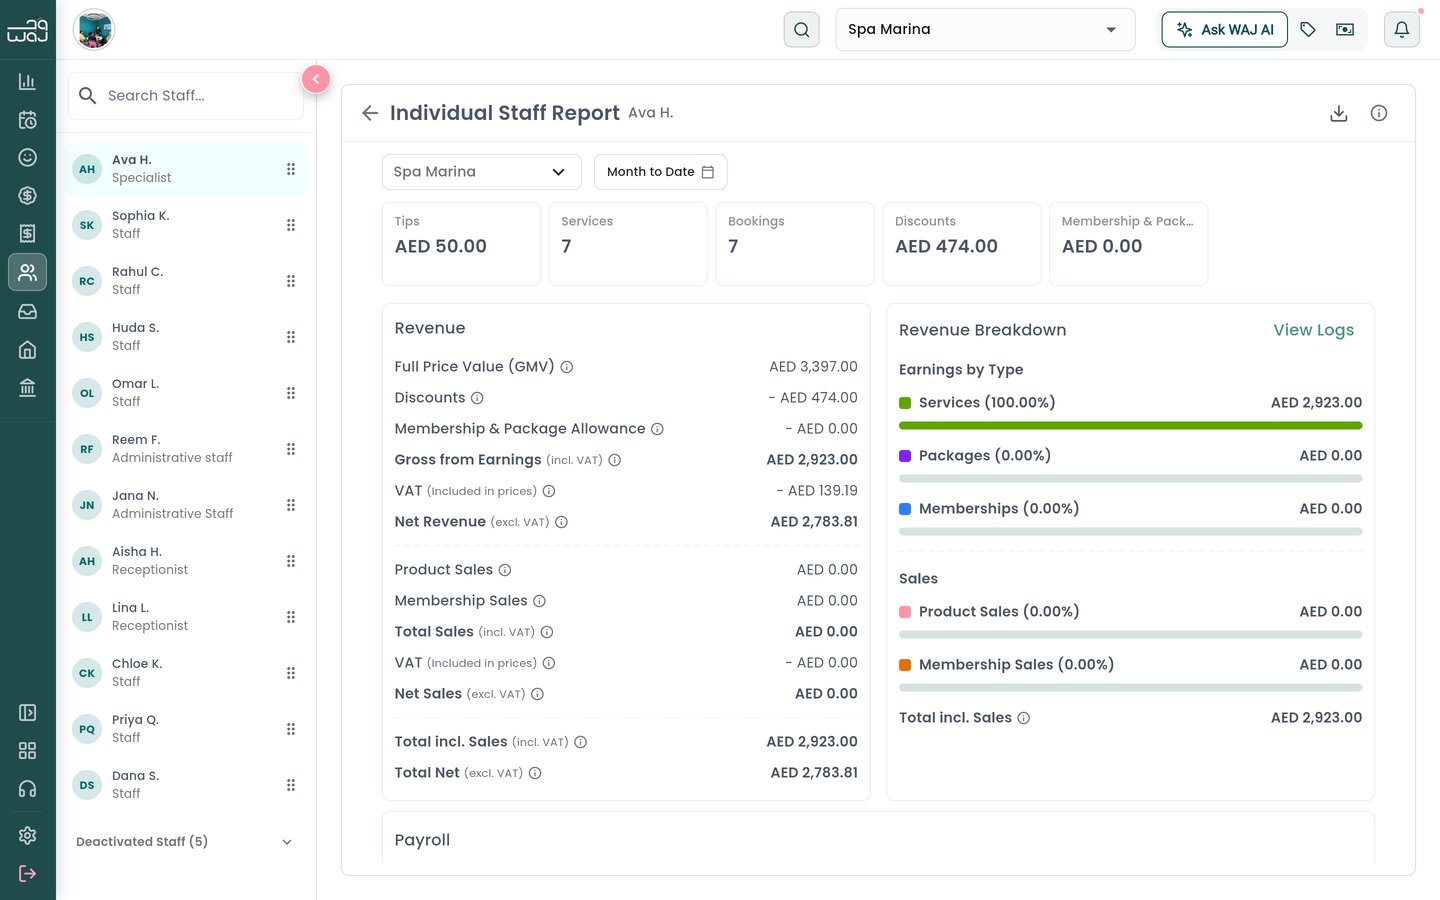 waj
Spa Marina
Ask WAJ AI
Search Staff...
AH
Ava H.
Specialist
SK
Sophia K.
Staff
RC
Rahul C.
Staff
HS
Huda S.
Staff
OL
Omar L.
Staff
RF
Reem F.
Administrative staff
JN
Jana N.
Administrative Staff
AH
Aisha H.
Receptionist
LL
Lina L.
Receptionist
CK
Chloe K.
Staff
PQ
Priya Q.
Staff
DS
Dana S.
Staff
Deactivated Staff (5)
Individual Staff Report Ava H.
Spa Marina
Month to Date
Tips
AED 50.00
Services
7
Bookings
7
Discounts
AED 474.00
Membership & Pack...
AED 0.00
Revenue
Full Price Value (GMV) AED 3,397.00
Discounts - AED 474.00
Membership & Package Allowance - AED 0.00
Gross from Earnings (incl. VAT) AED 2,923.00
VAT (Included in prices) - AED 139.19
Net Revenue (excl. VAT) AED 2,783.81
Product Sales AED 0.00
Membership Sales AED 0.00
Total Sales (incl. VAT) AED 0.00
VAT (Included in prices) - AED 0.00
Net Sales (excl. VAT) AED 0.00
Total incl. Sales (incl. VAT) AED 2,923.00
Total Net (excl. VAT) AED 2,783.81
Revenue Breakdown View Logs
Earnings by Type
Services (100.00%) AED 2,923.00
Packages (0.00%) AED 0.00
Memberships (0.00%) AED 0.00
Sales
Product Sales (0.00%) AED 0.00
Membership Sales (0.00%) AED 0.00
Total incl. Sales AED 2,923.00
Payroll